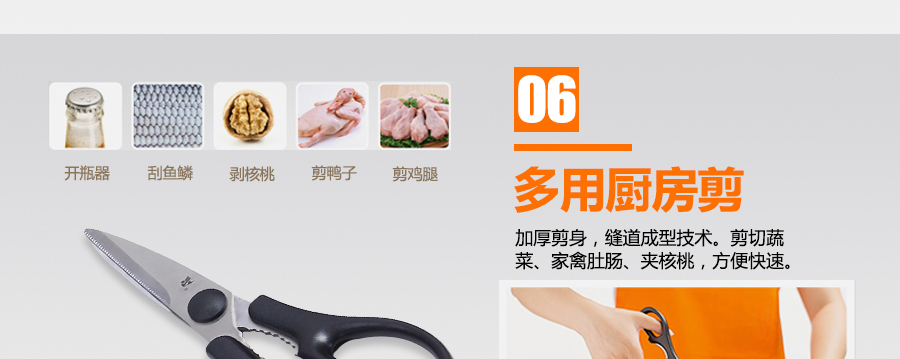 开瓶器 刮鱼鳞 剥核桃 剪鸭子 剪鸡腿
06
多用厨房剪
加厚剪身，缝道成型技术。剪切蔬
菜、家禽肚肠、夹核桃，方便快速。